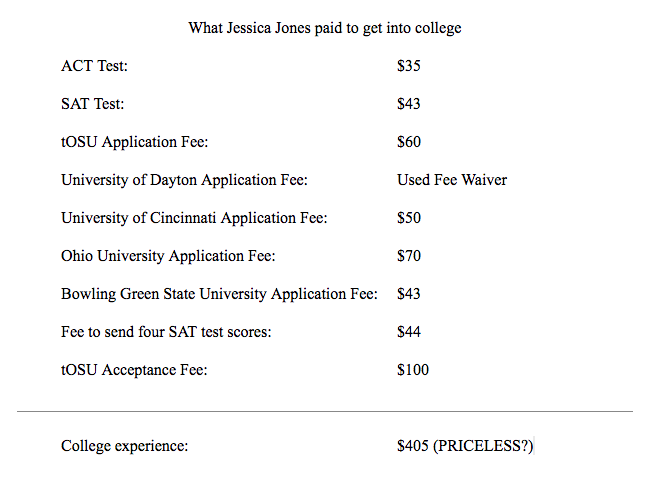 What Jessica Jones paid to get into college
ACT Test: $35
SAT Test: $43
tOSU Application Fee: $60
University of Dayton Application Fee: Used Fee Waiver
University of Cincinnati Application Fee: $50
Ohio University Application Fee: $70
Bowling Green State University Application Fee: $43
Fee to send four SAT test scores: $44
tOSU Acceptance Fee: $100
College experience: $405 (PRICELESS?)